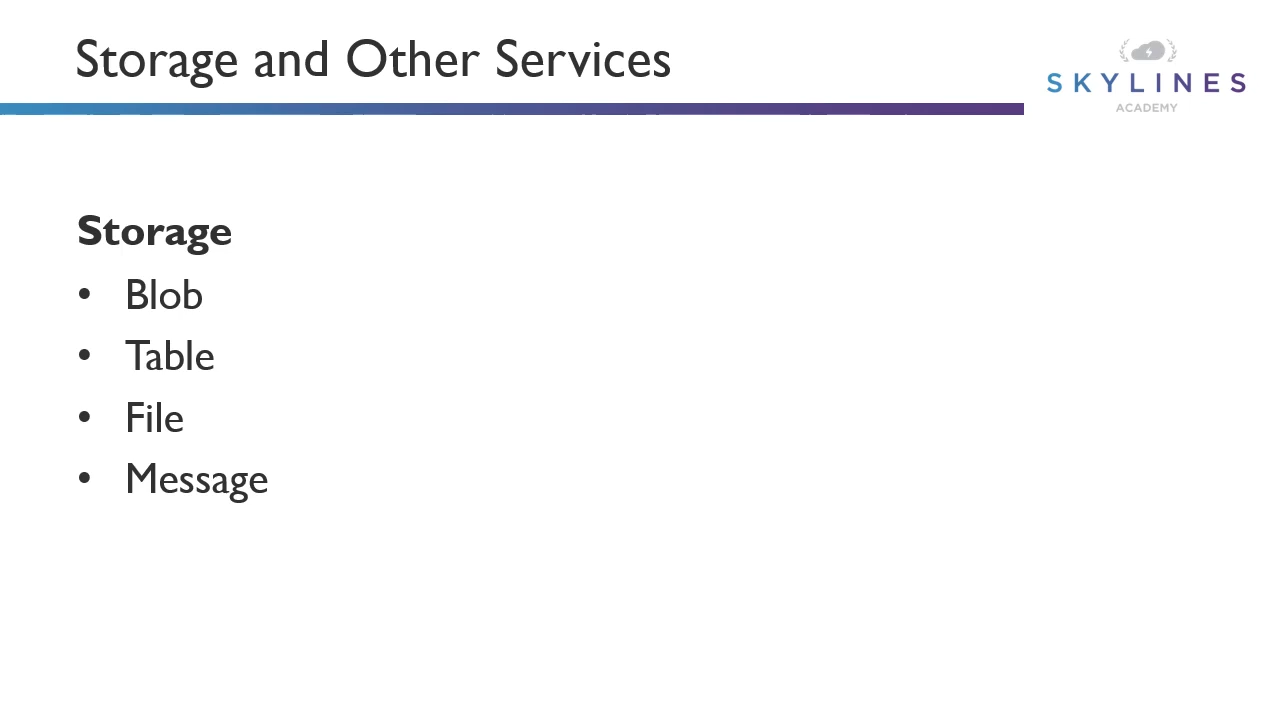 Storage and Other Services
SKYLINES
ACADEMY
Storage
• Blob
• Table
• File
• Message